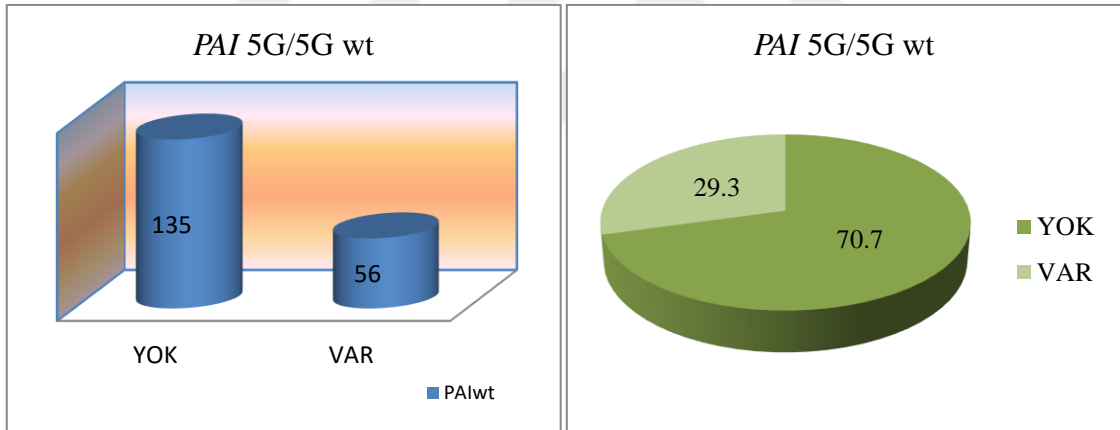 PAI 5G/5G wt
135
56
YOK VAR
PAIwt
PAI 5G/5G wt
29.3
70.7
YOK
VAR